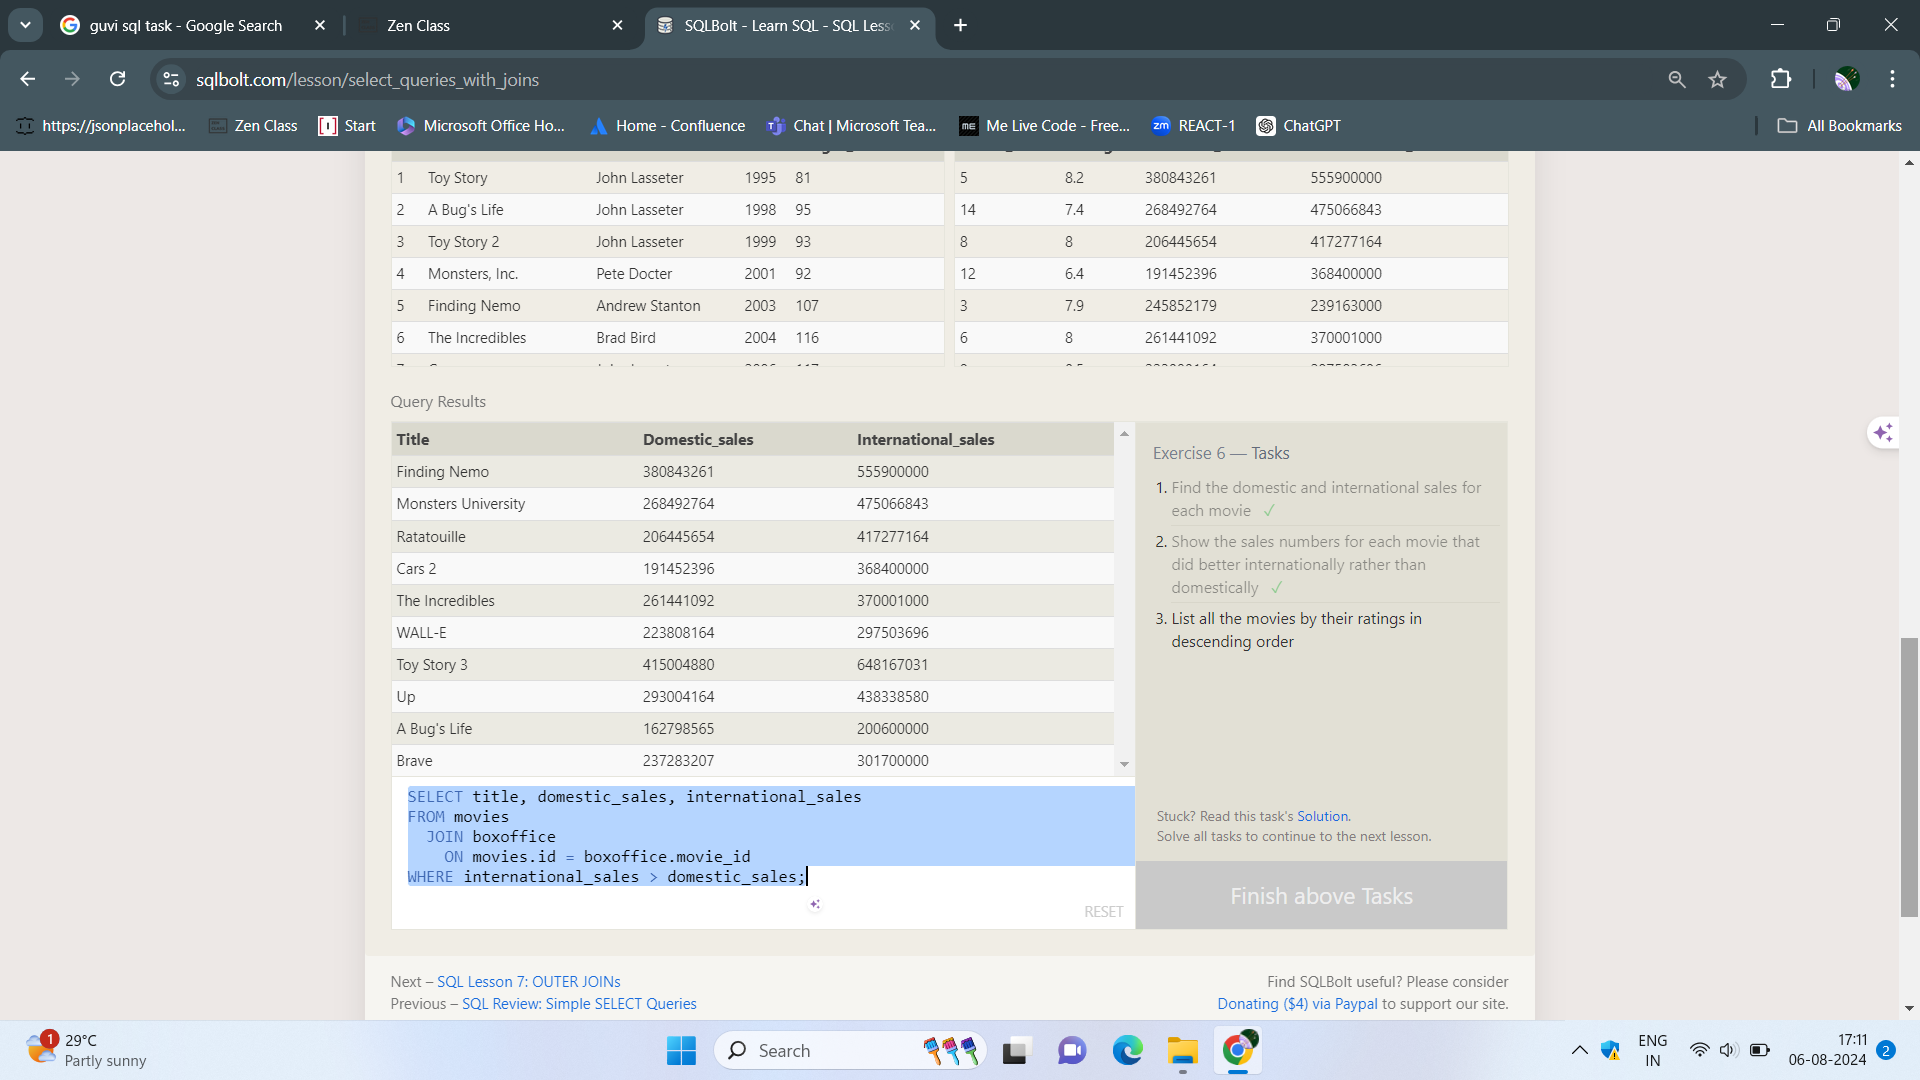 guvi sql task - Google Search
Zen Class
SQLBolt - Learn SQL - SQL Less
sqlbolt.com/lesson/select_queries_with_joins
https://jsonplacehol...
Zen Class
Start
Microsoft Office Ho...
Home - Confluence
Chat | Microsoft Tea...
ME
Me Live Code - Free...
zm
REACT-1
ChatGPT
All Bookmarks
1 Toy Story John Lasseter 1995 81
2 A Bug's Life John Lasseter 1998 95
3 Toy Story 2 John Lasseter 1999 93
4 Monsters, Inc. Pete Docter 2001 92
5 Finding Nemo Andrew Stanton 2003 107
6 The Incredibles Brad Bird 2004 116
5 8.2 380843261 555900000
14 7.4 268492764 475066843
8 8 206445654 417277164
12 6.4 191452396 368400000
3 7.9 245852179 239163000
6 8 261441092 370001000
Query Results
Title Domestic_sales International_sales
Finding Nemo 380843261 555900000
Monsters University 268492764 475066843
Ratatouille 206445654 417277164
Cars 2 191452396 368400000
The Incredibles 261441092 370001000
WALL-E 223808164 297503696
Toy Story 3 415004880 648167031
Up 293004164 438338580
A Bug's Life 162798565 200600000
Brave 237283207 301700000
SELECT title, domestic_sales, international_sales
FROM movies
JOIN boxoffice
ON movies.id = boxoffice.movie_id
WHERE international_sales > domestic_sales;
RESET
Exercise 6 — Tasks
1. Find the domestic and international sales for
each movie ✓
2. Show the sales numbers for each movie that
did better internationally rather than
domestically ✓
3. List all the movies by their ratings in
descending order
Stuck? Read this task's Solution.
Solve all tasks to continue to the next lesson.
Finish above Tasks
Next – SQL Lesson 7: OUTER JOINs
Previous – SQL Review: Simple SELECT Queries
Find SQLBolt useful? Please consider
Donating ($4) via Paypal to support our site.
1
29°C
Partly sunny
Search
ENG
IN
17:11
06-08-2024
2